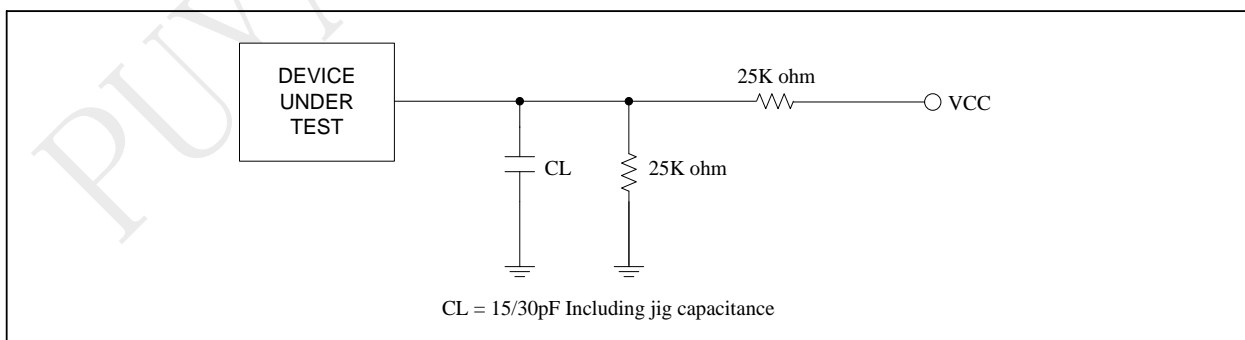 DEVICE
UNDER
TEST
25K ohm
VCC
CL
25K ohm
CL = 15/30pF Including jig capacitance